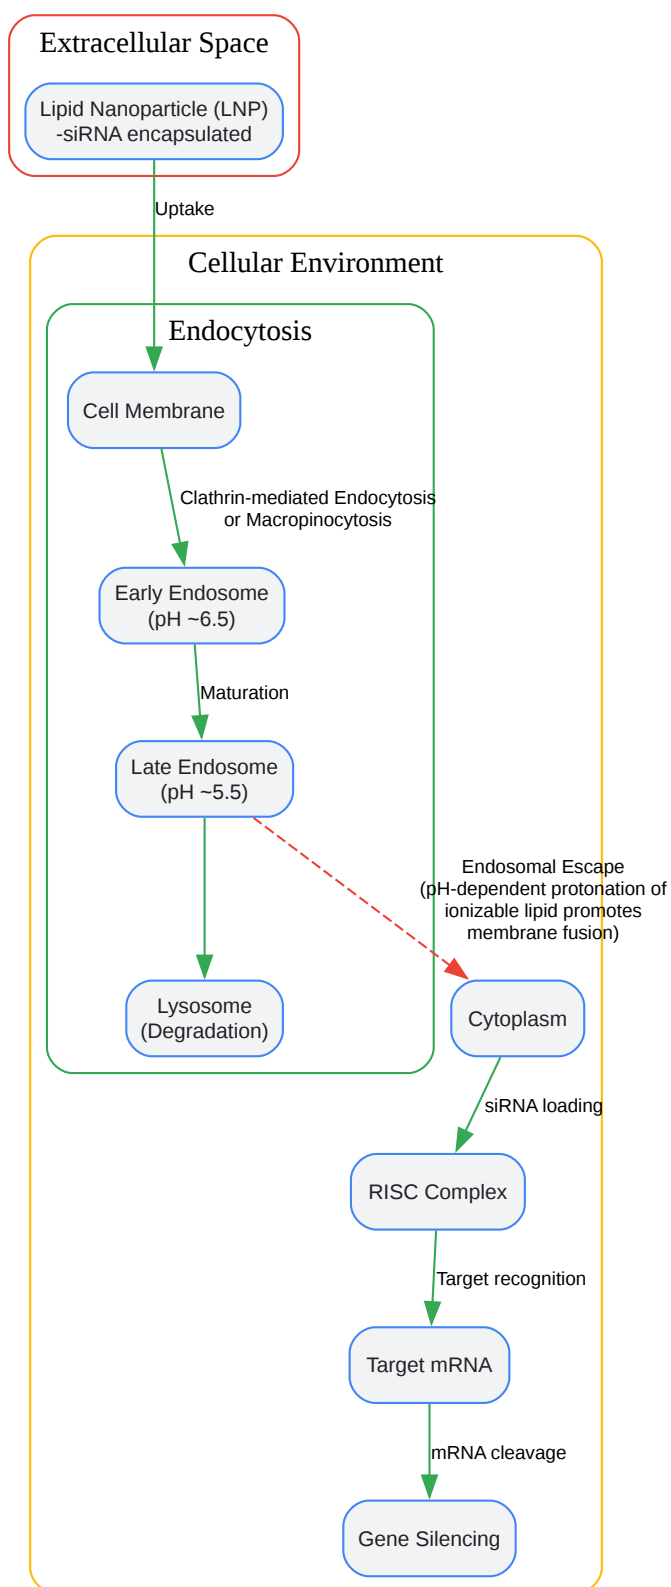 Extracellular Space
Lipid Nanoparticle (LNP)
-siRNA encapsulated
Uptake
Cellular Environment
Endocytosis
Cell Membrane
Clathrin-mediated Endocytosis
or Macropinocytosis
Early Endosome
(pH ~6.5)
Maturation
Late Endosome
(pH ~5.5)
Endosomal Escape
(pH-dependent protonation of
ionizable lipid promotes
membrane fusion)
Lysosome
(Degradation)
Cytoplasm
siRNA loading
RISC Complex
Target recognition
Target mRNA
mRNA cleavage
Gene Silencing